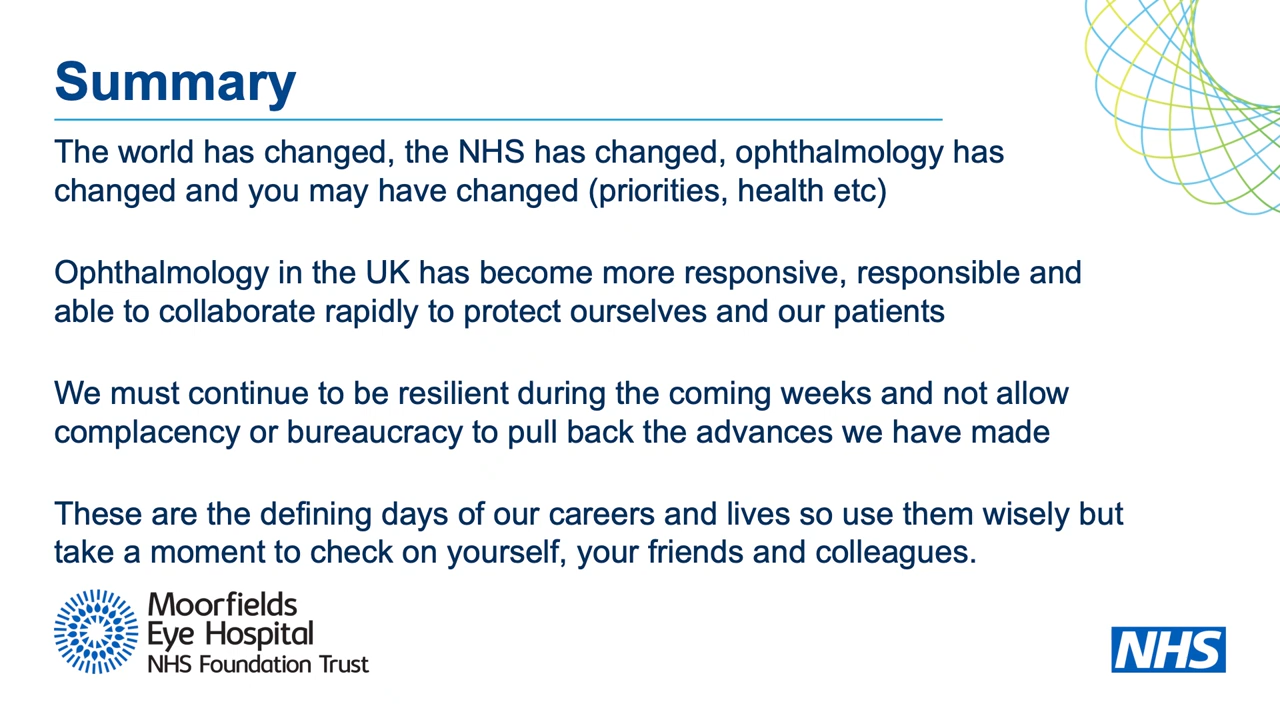 Summary
The world has changed, the NHS has changed, ophthalmology has
changed and you may have changed (priorities, health etc)
Ophthalmology in the UK has become more responsive, responsible and
able to collaborate rapidly to protect ourselves and our patients
We must continue to be resilient during the coming weeks and not allow
complacency or bureaucracy to pull back the advances we have made
These are the defining days of our careers and lives so use them wisely but
take a moment to check on yourself, your friends and colleagues.
Moorfields
Eye Hospital
NHS Foundation Trust
NHS